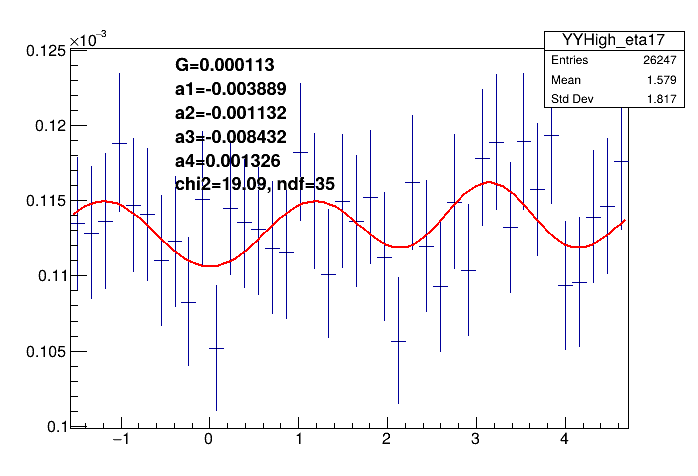 ×10⁻³
YYHigh_eta17
Entries 26247
Mean 1.579
Std Dev 1.817
G=0.000113
a1=-0.003889
a2=-0.001132
a3=-0.008432
a4=0.001326
chi2=19.09, ndf=35
0.125
0.12
0.115
0.11
0.105
0.1
−1 0 1 2 3 4